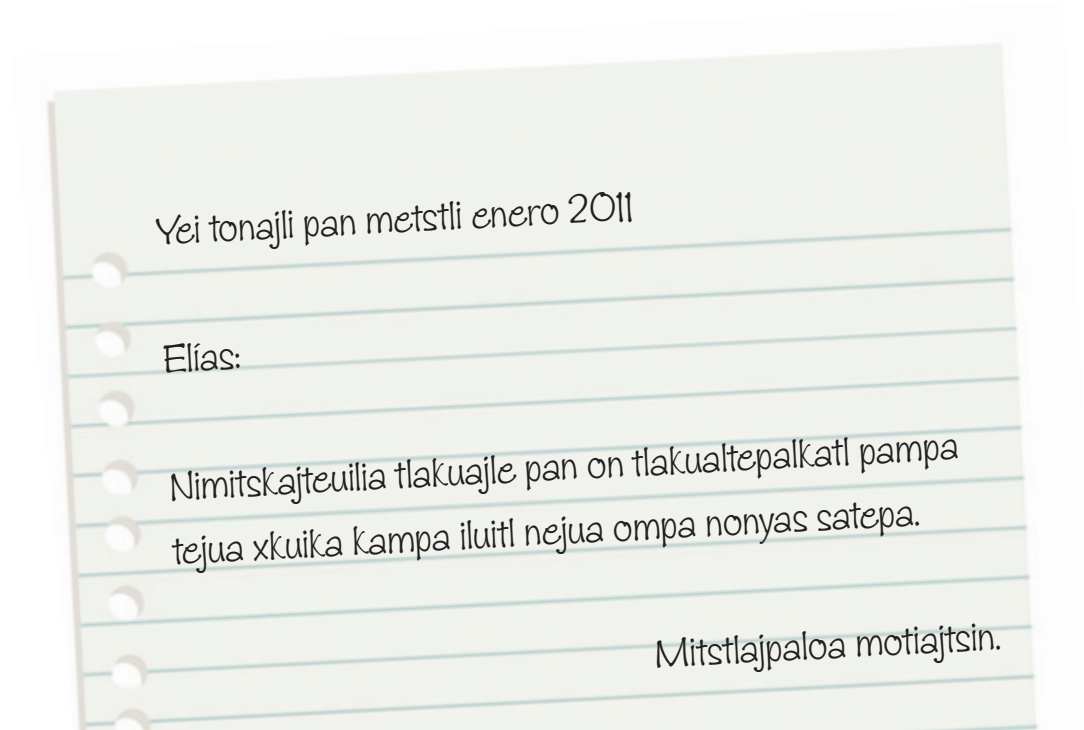 Yei tonajli pan metstli enero 2011
Elías:
Nimitskajteuilia tlakuajle pan on tlakualtepalkatl pampa
tejua xkuika kampa iluitl nejua ompa nonyas satepa.
Mitstlajpaloa motiajtsin.